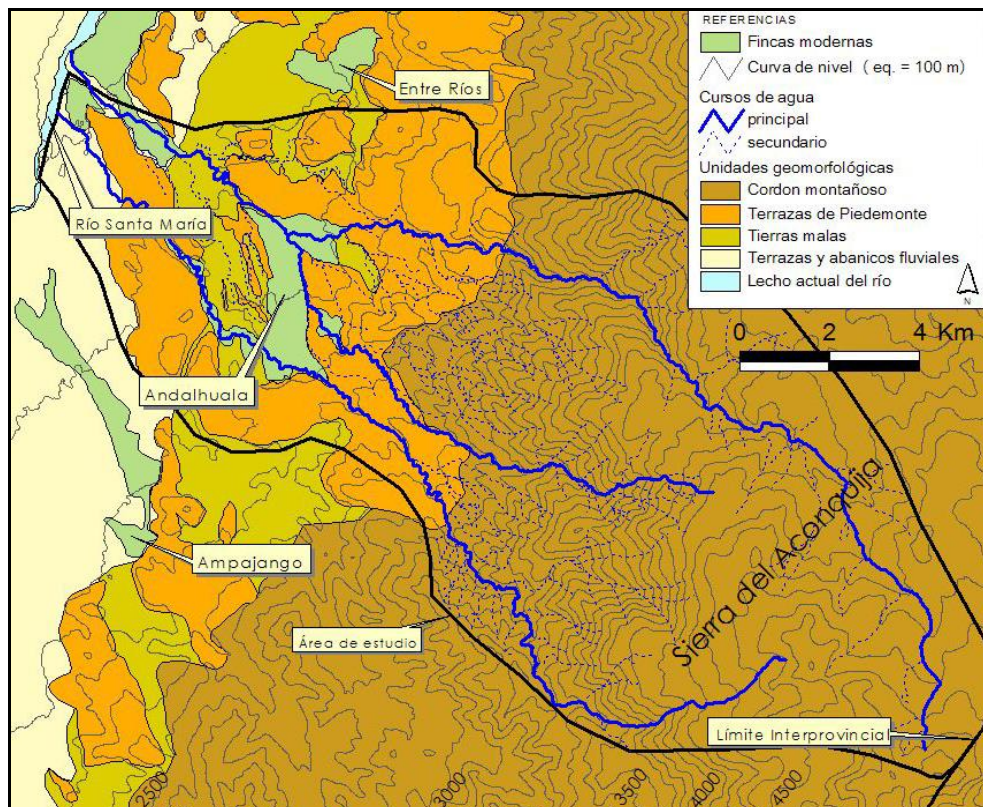 REFERENCIAS
Fincas modernas
Curva de nivel ( eq. = 100 m)
Cursos de agua
principal
secundario
Unidades geomorfológicas
Cordon montañoso
Terrazas de Piedemonte
Tierras malas
Terrazas y abanicos fluviales
Lecho actual del río
N
0 2 4 Km
Entre Ríos
Río Santa María
Andalhuala
Ampajango
Área de estudio
Sierra del Aconquija
Límite Interprovincial
2500
3000
3500
4000
4500